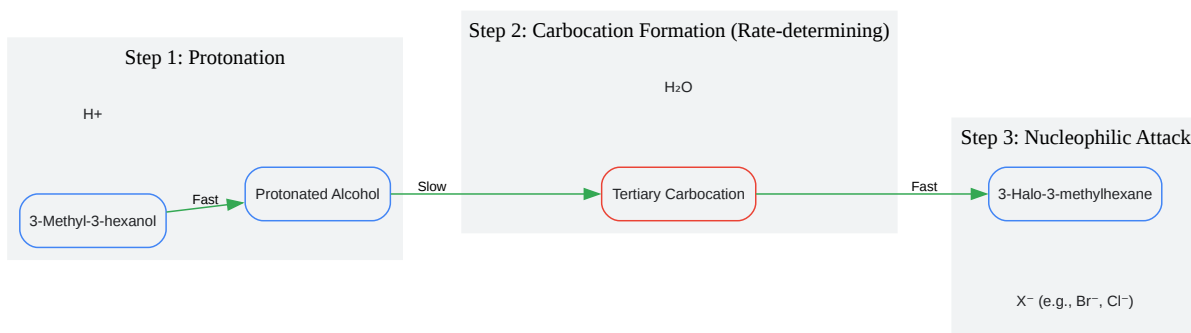 Step 1: Protonation
H+
3-Methyl-3-hexanol
Fast
Protonated Alcohol
Slow
Step 2: Carbocation Formation (Rate-determining)
H₂O
Tertiary Carbocation
Fast
Step 3: Nucleophilic Attack
3-Halo-3-methylhexane
X⁻ (e.g., Br⁻, Cl⁻)